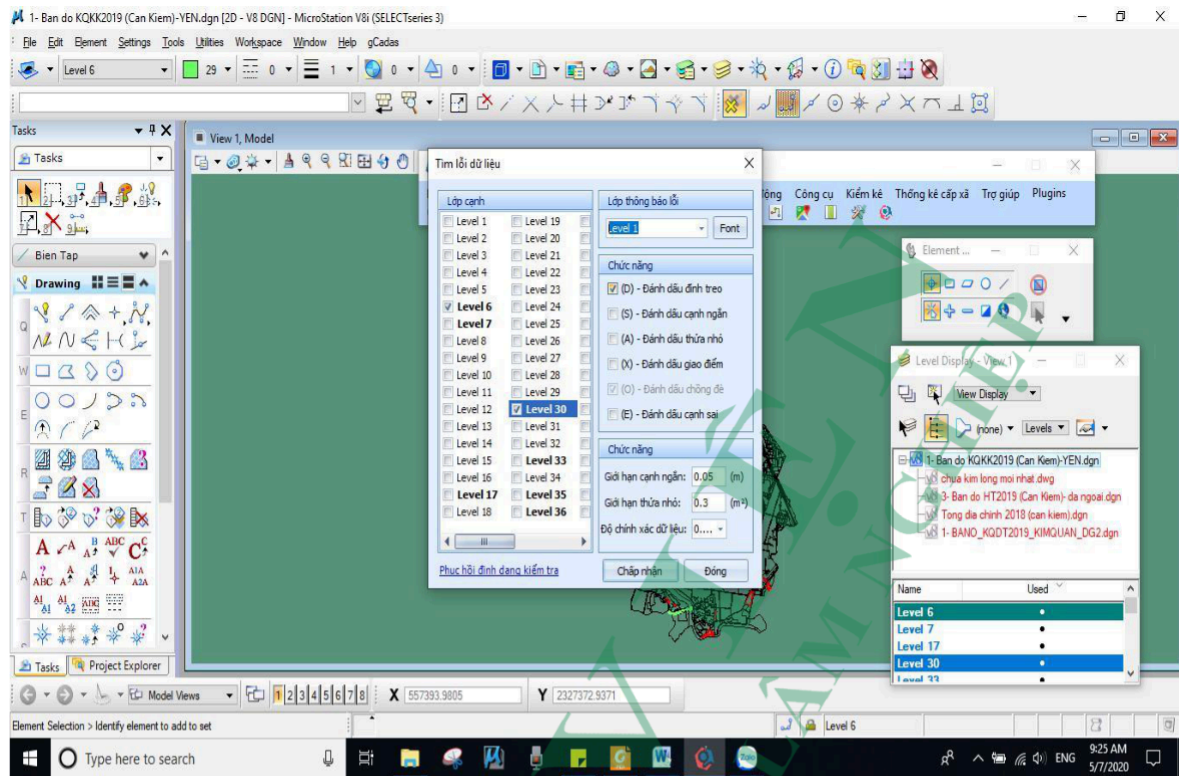 1- Ban do KQKK2019 (Can Kiem)-YEN.dgn [2D - V8 DGN] - MicroStation V8i (SELECTseries 3)
File Edit Element Settings Tools Utilities Workspace Window Help gCadas
Level 6 29 0 1 0 0
Tasks
Tasks
Bien Tap
Drawing
Q
W
E
R
T
A
View 1, Model
Tìm lỗi dữ liệu
Lớp cạnh
Level 1 Level 19
Level 2 Level 20
Level 3 Level 21
Level 4 Level 22
Level 5 Level 23
Level 6 Level 24
Level 7 Level 25
Level 8 Level 26
Level 9 Level 27
Level 10 Level 28
Level 11 Level 29
Level 12 Level 30
Level 13 Level 31
Level 14 Level 32
Level 15 Level 33
Level 16 Level 34
Level 17 Level 35
Level 18 Level 36
Phục hồi định dạng kiểm tra
Lớp thông báo lỗi
Level 1 Font
Chức năng
(D) - Đánh dấu đỉnh treo
(S) - Đánh dấu cạnh ngắn
(A) - Đánh dấu thửa nhỏ
(X) - Đánh dấu giao điểm
(O) - Đánh dấu chồng đè
(E) - Đánh dấu cạnh sai
Chức năng
Giới hạn cạnh ngắn: 0.05 (m)
Giới hạn thửa nhỏ: 0.3 (m²)
Độ chính xác dữ liệu: 0....
Chấp nhận Đóng
động Công cụ Kiểm kê Thống kê cấp xã Trợ giúp Plugins
Element ...
Level Display - View 1
View Display
(none) Levels
1- Ban do KQKK2019 (Can Kiem)-YEN.dgn
chua kim long moi nhat.dwg
3- Ban do HT2019 (Can Kiem)- da ngoai.dgn
Tong dia chinh 2018 (can kiem).dgn
1- BANO_KQDT2019_KIMQUAN_DG2.dgn
Name Used
Level 6
Level 7
Level 17
Level 30
Level 33
VIỆN
LÂM NGHIỆP
Tasks Project Explorer
Model Views 1 2 3 4 5 6 7 8 X 557393.9805 Y 2327372.9371
Element Selection > Identify element to add to set
Level 6
Type here to search
Zalo
ENG
9:25 AM
5/7/2020